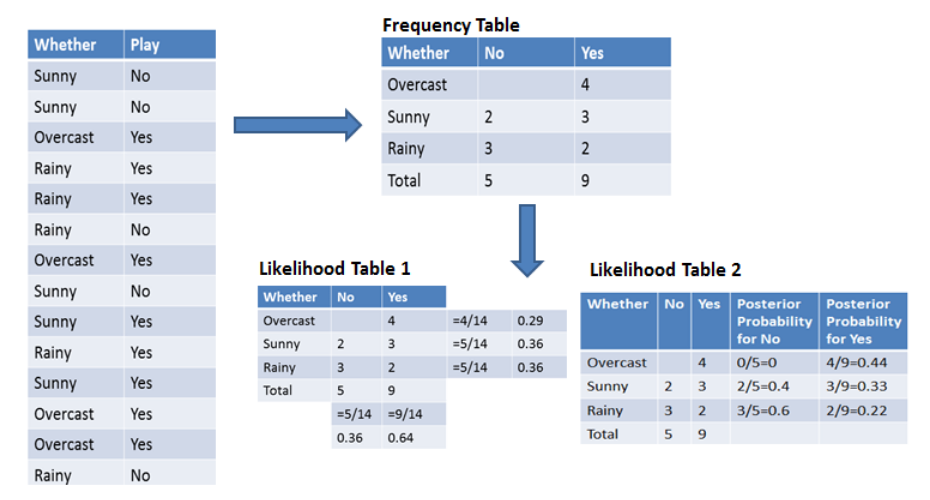 Whether Play
Sunny No
Sunny No
Overcast Yes
Rainy Yes
Rainy Yes
Rainy No
Overcast Yes
Sunny No
Sunny Yes
Rainy Yes
Sunny Yes
Overcast Yes
Overcast Yes
Rainy No
Frequency Table
Whether No Yes
Overcast 4
Sunny 2 3
Rainy 3 2
Total 5 9
Likelihood Table 1
Whether No Yes
Overcast 4 =4/14 0.29
Sunny 2 3 =5/14 0.36
Rainy 3 2 =5/14 0.36
Total 5 9
=5/14 =9/14
0.36 0.64
Likelihood Table 2
Whether No Yes Posterior Posterior
Probability Probability
for No for Yes
Overcast 4 0/5=0 4/9=0.44
Sunny 2 3 2/5=0.4 3/9=0.33
Rainy 3 2 3/5=0.6 2/9=0.22
Total 5 9